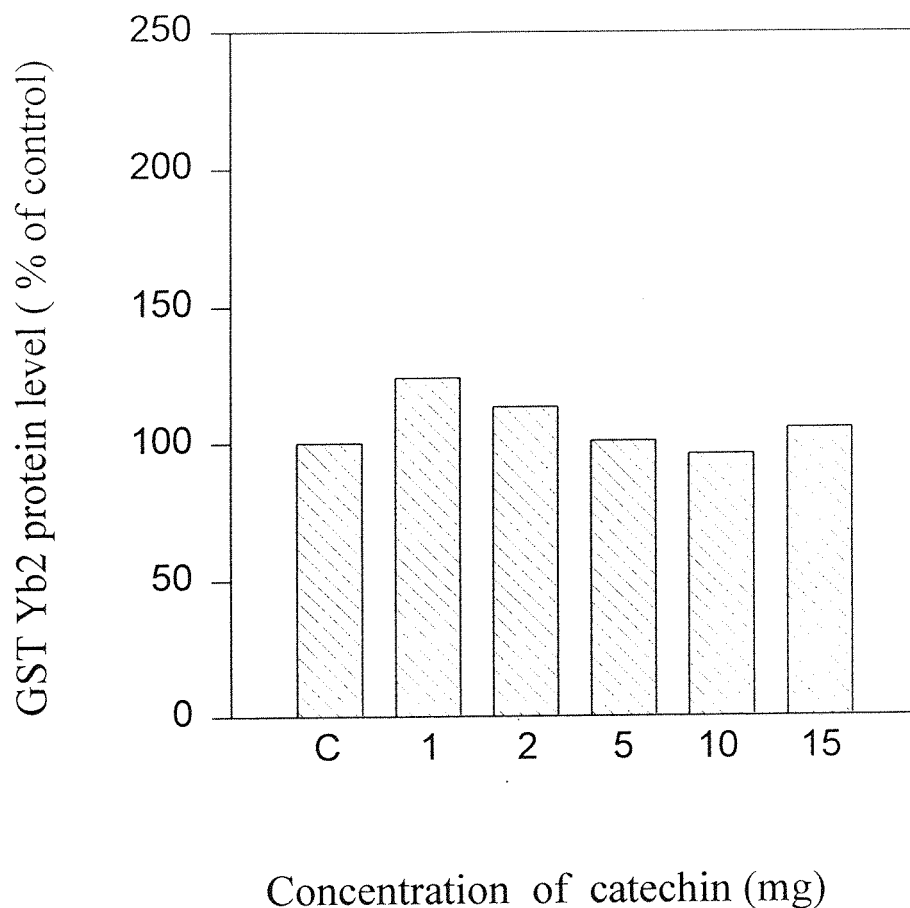 GST Yb2 protein level ( % of control)
250
200
150
100
50
0
C 1 2 5 10 15
Concentration of catechin (mg)